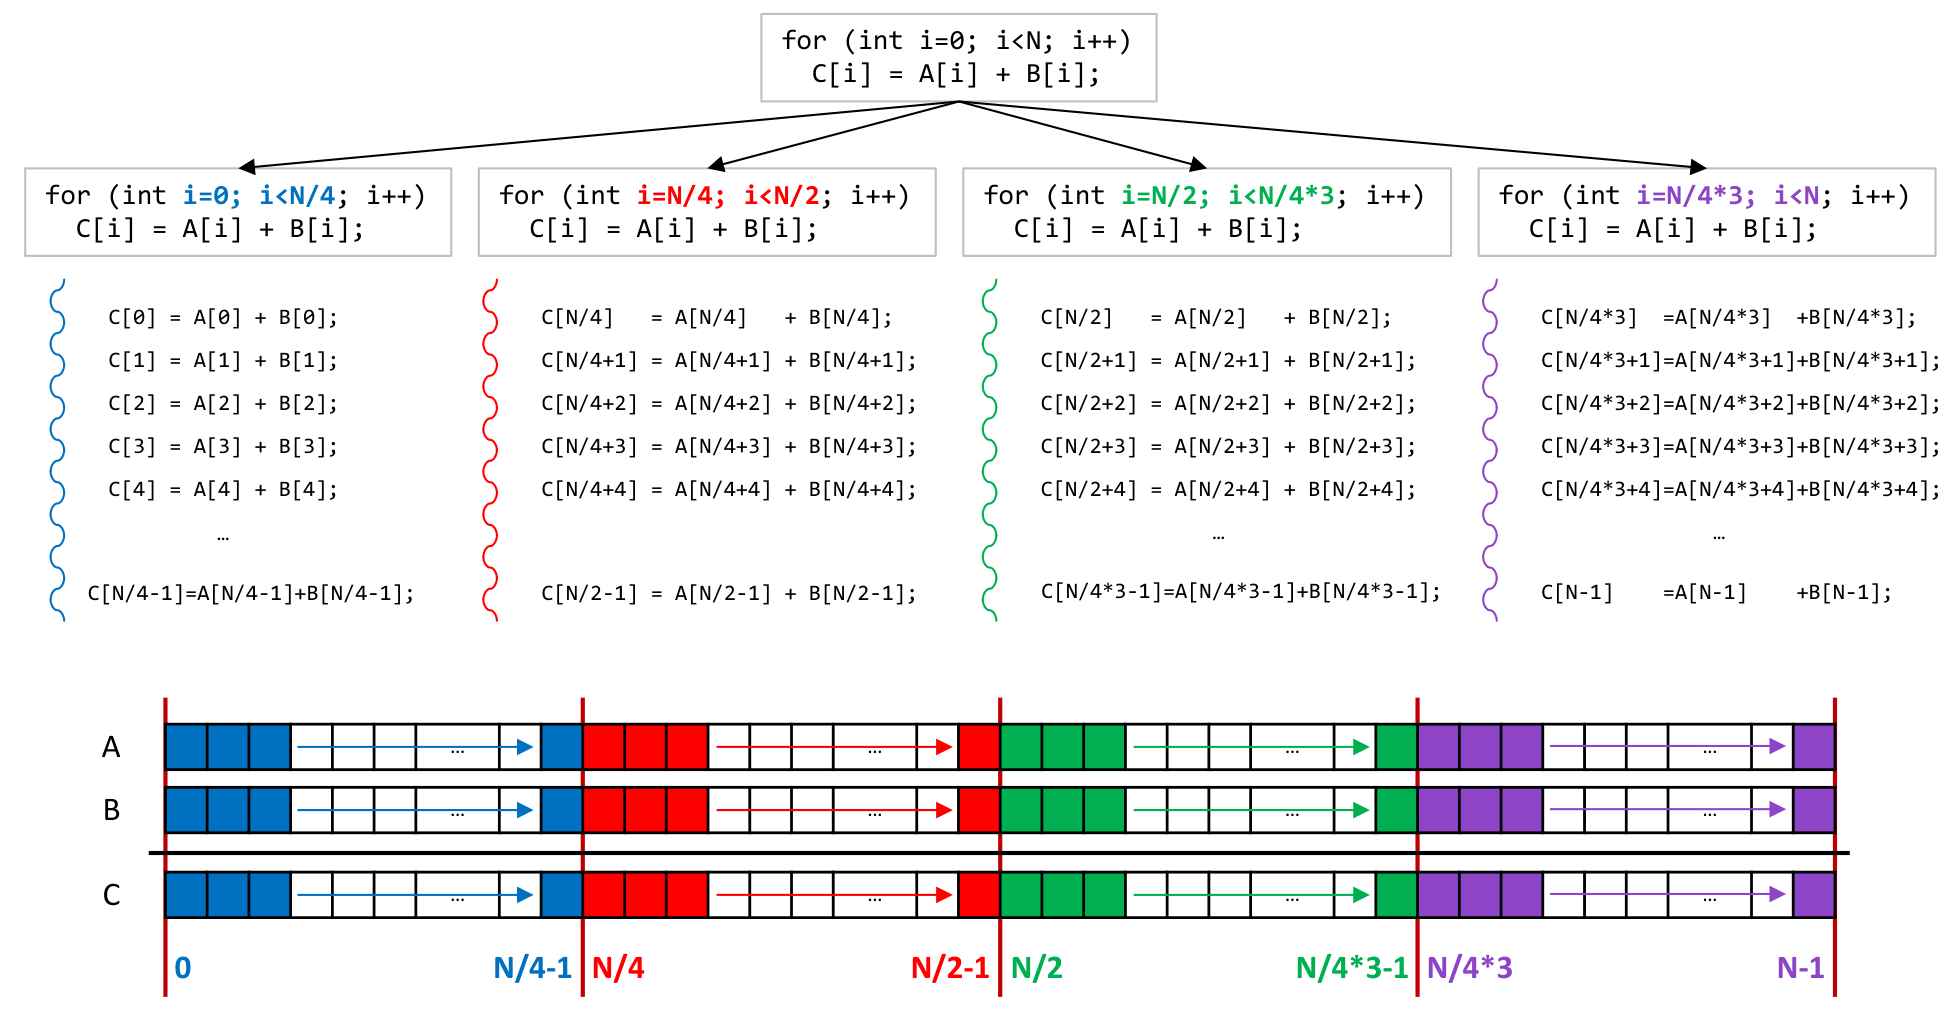 for (int i=0; i<N; i++)
C[i] = A[i] + B[i];
for (int i=0; i<N/4; i++)
C[i] = A[i] + B[i];
for (int i=N/4; i<N/2; i++)
C[i] = A[i] + B[i];
for (int i=N/2; i<N/4*3; i++)
C[i] = A[i] + B[i];
for (int i=N/4*3; i<N; i++)
C[i] = A[i] + B[i];
C[0] = A[0] + B[0];
C[1] = A[1] + B[1];
C[2] = A[2] + B[2];
C[3] = A[3] + B[3];
C[4] = A[4] + B[4];
…
C[N/4-1]=A[N/4-1]+B[N/4-1];
C[N/4]   = A[N/4]   + B[N/4];
C[N/4+1] = A[N/4+1] + B[N/4+1];
C[N/4+2] = A[N/4+2] + B[N/4+2];
C[N/4+3] = A[N/4+3] + B[N/4+3];
C[N/4+4] = A[N/4+4] + B[N/4+4];
C[N/2-1] = A[N/2-1] + B[N/2-1];
C[N/2]   = A[N/2]   + B[N/2];
C[N/2+1] = A[N/2+1] + B[N/2+1];
C[N/2+2] = A[N/2+2] + B[N/2+2];
C[N/2+3] = A[N/2+3] + B[N/2+3];
C[N/2+4] = A[N/2+4] + B[N/2+4];
…
C[N/4*3-1]=A[N/4*3-1]+B[N/4*3-1];
C[N/4*3]  =A[N/4*3]  +B[N/4*3];
C[N/4*3+1]=A[N/4*3+1]+B[N/4*3+1];
C[N/4*3+2]=A[N/4*3+2]+B[N/4*3+2];
C[N/4*3+3]=A[N/4*3+3]+B[N/4*3+3];
C[N/4*3+4]=A[N/4*3+4]+B[N/4*3+4];
…
C[N-1]    =A[N-1]    +B[N-1];
A … … … …
B … … … …
C … … … …
0 N/4-1 N/4 N/2-1 N/2 N/4*3-1 N/4*3 N-1